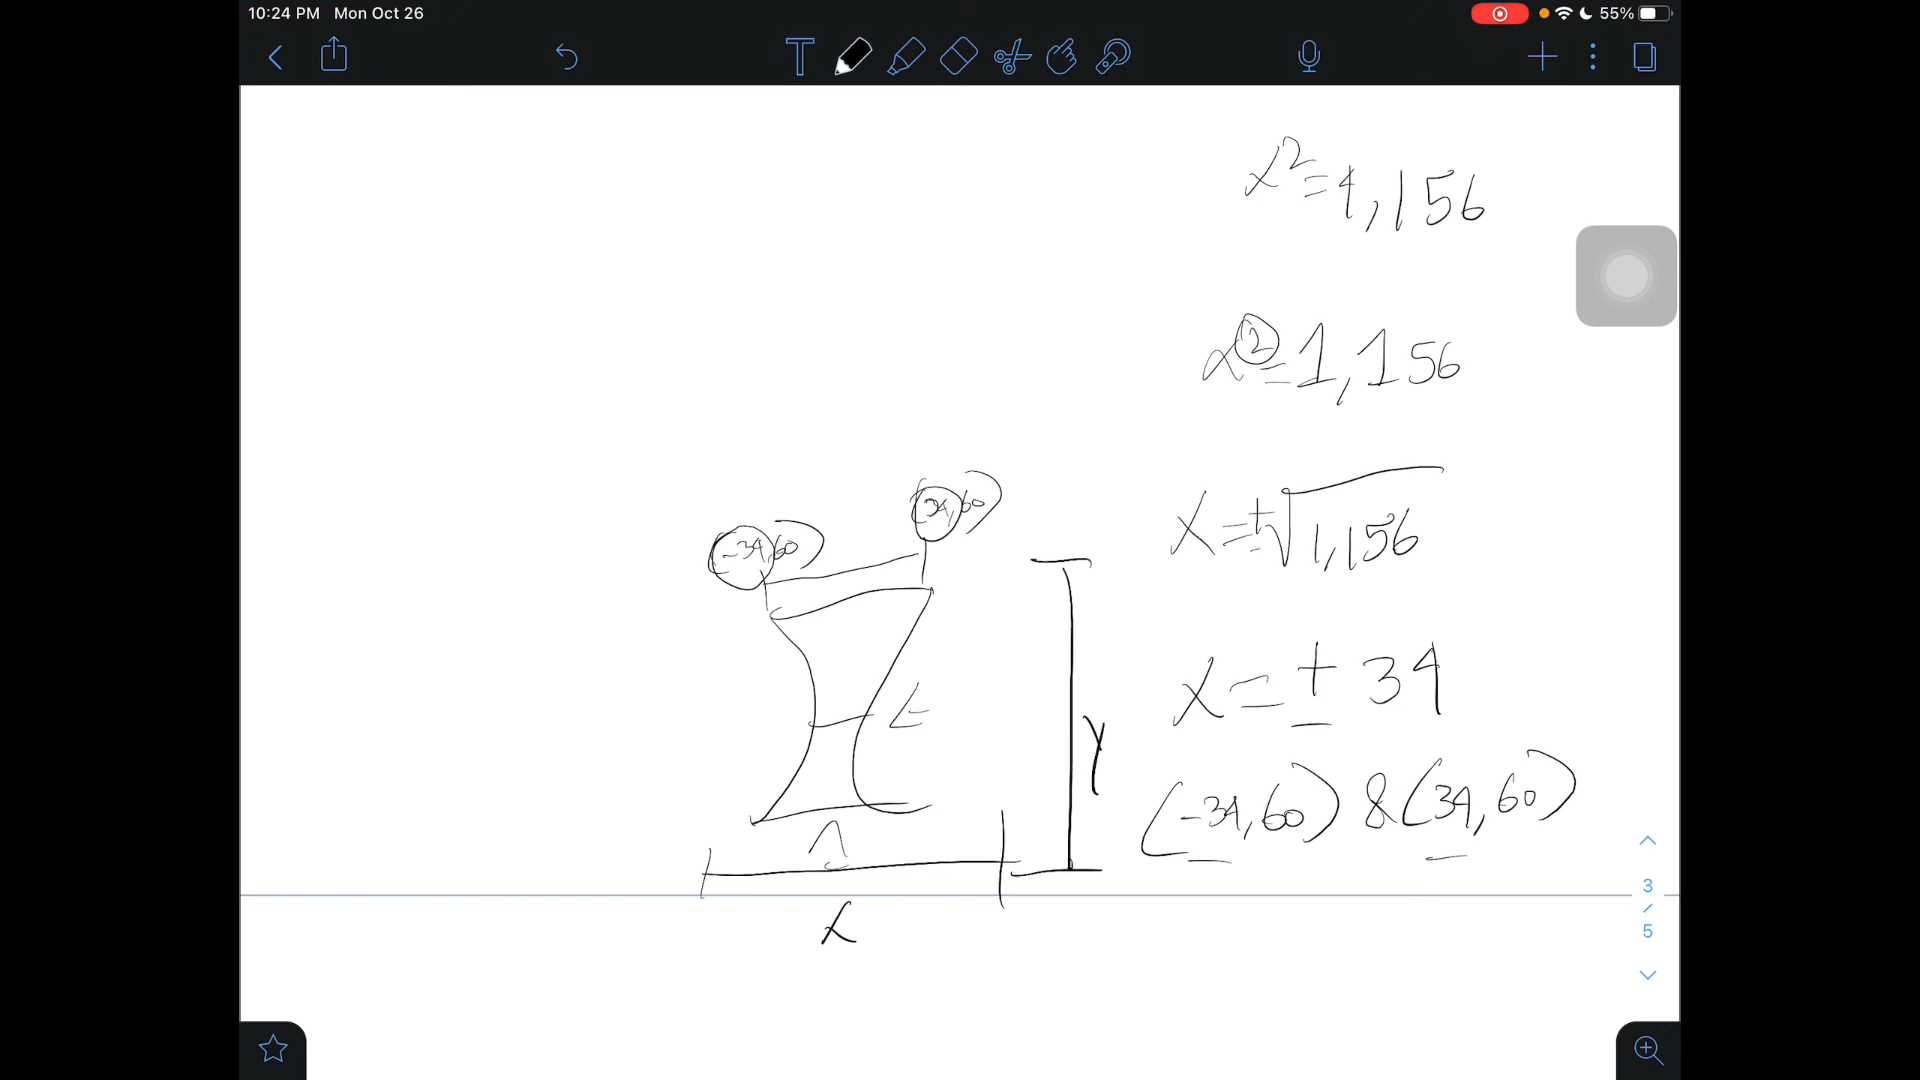 10:24 PM Mon Oct 26
55%
T
x²=1,156
x²=1,156
(34,60)
(-34,60)
x=±√1,156
x=±34
y
(-34,60) & (34,60)
x
3
/
5